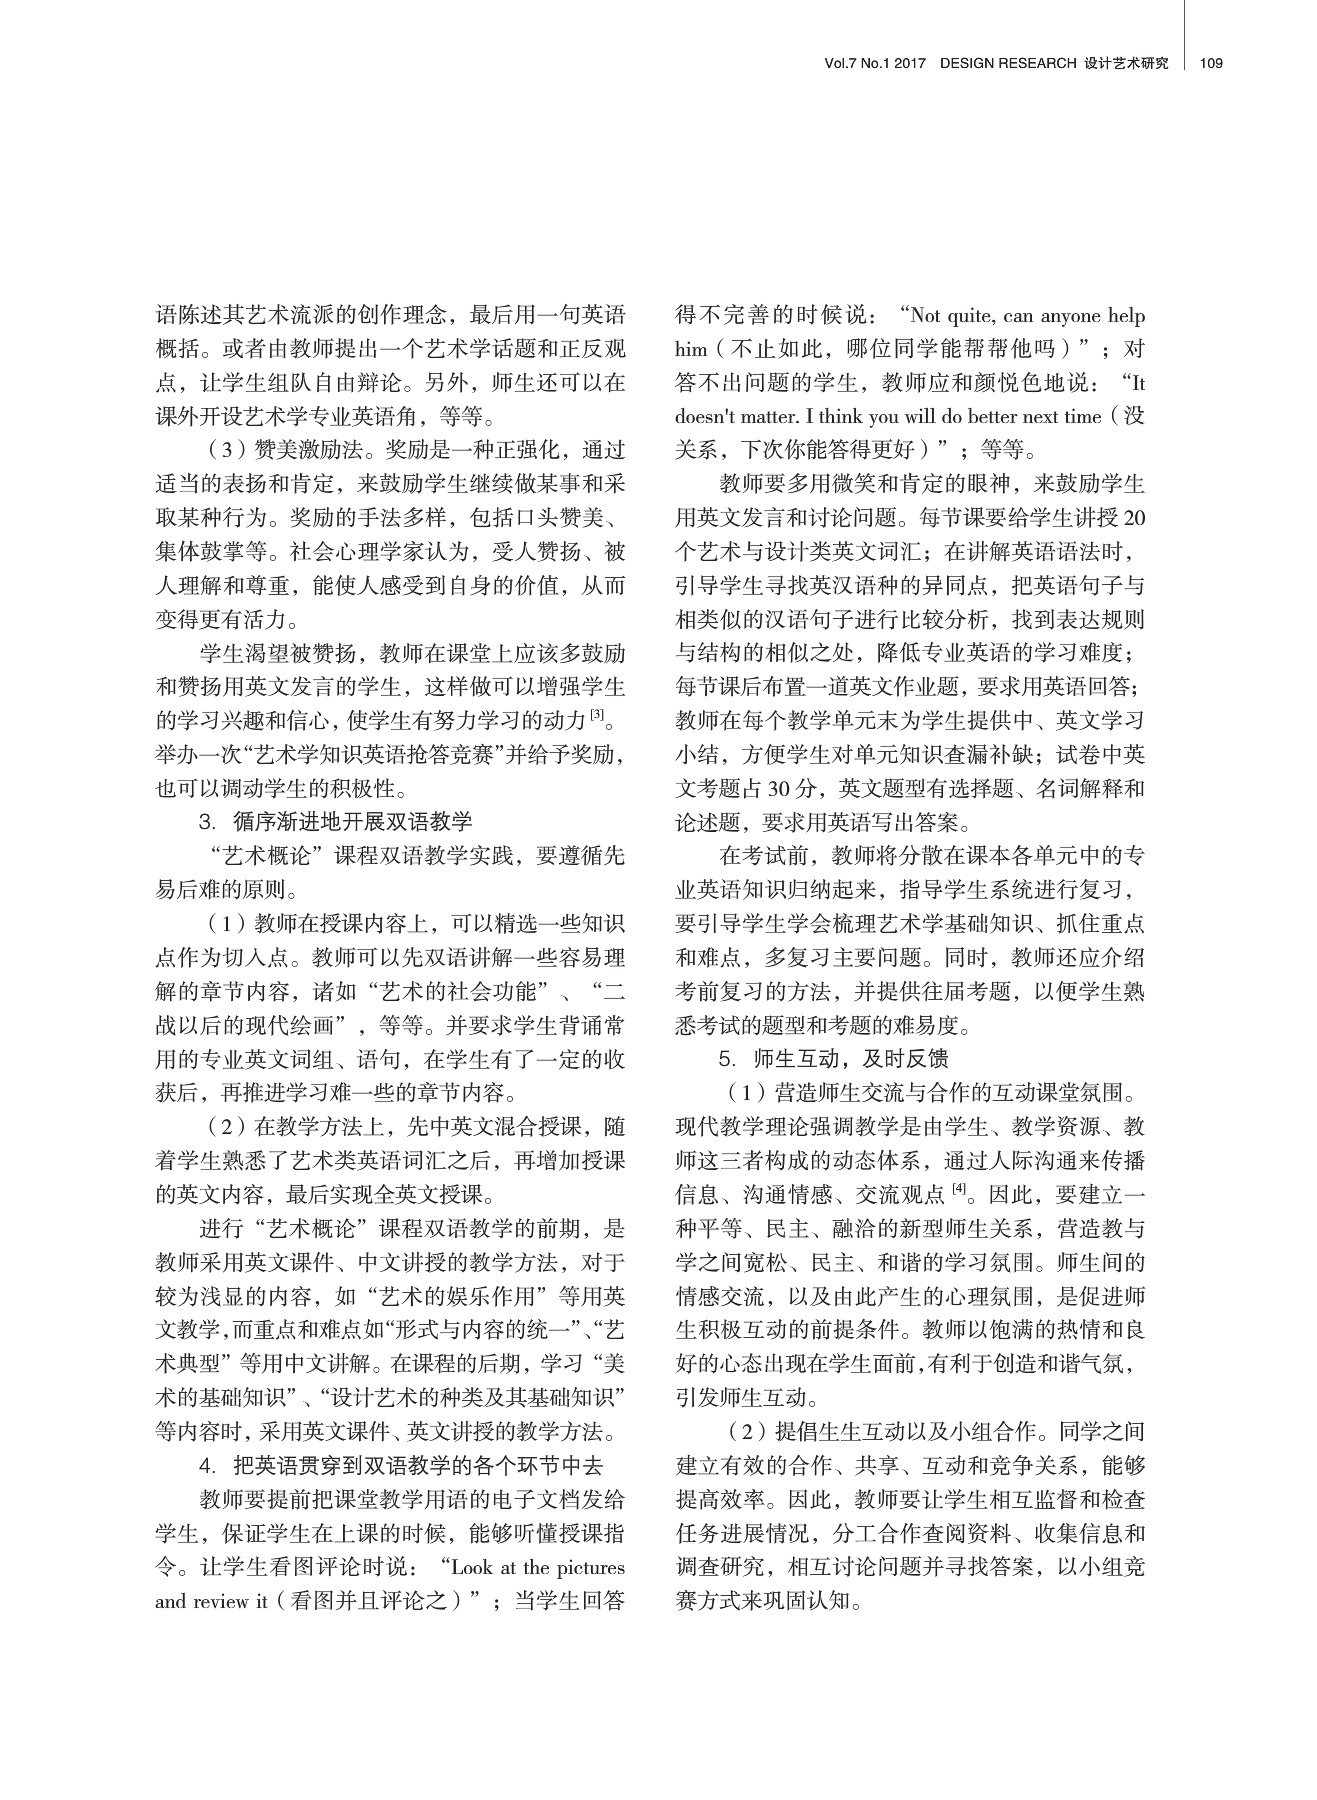 Vol.7 No.1 2017 DESIGN RESEARCH 设计艺术研究 109
语陈述其艺术流派的创作理念，最后用一句英语
概括。或者由教师提出一个艺术学话题和正反观
点，让学生组队自由辩论。另外，师生还可以在
课外开设艺术学专业英语角，等等。
（3）赞美激励法。奖励是一种正强化，通过
适当的表扬和肯定，来鼓励学生继续做某事和采
取某种行为。奖励的手法多样，包括口头赞美、
集体鼓掌等。社会心理学家认为，受人赞扬、被
人理解和尊重，能使人感受到自身的价值，从而
变得更有活力。
学生渴望被赞扬，教师在课堂上应该多鼓励
和赞扬用英文发言的学生，这样做可以增强学生
的学习兴趣和信心，使学生有努力学习的动力[3]。
举办一次“艺术学知识英语抢答竞赛”并给予奖励，
也可以调动学生的积极性。
3. 循序渐进地开展双语教学
“艺术概论”课程双语教学实践，要遵循先
易后难的原则。
（1）教师在授课内容上，可以精选一些知识
点作为切入点。教师可以先双语讲解一些容易理
解的章节内容，诸如“艺术的社会功能”、“二
战以后的现代绘画”，等等。并要求学生背诵常
用的专业英文词组、语句，在学生有了一定的收
获后，再推进学习难一些的章节内容。
（2）在教学方法上，先中英文混合授课，随
着学生熟悉了艺术类英语词汇之后，再增加授课
的英文内容，最后实现全英文授课。
进行“艺术概论”课程双语教学的前期，是
教师采用英文课件、中文讲授的教学方法，对于
较为浅显的内容，如“艺术的娱乐作用”等用英
文教学，而重点和难点如“形式与内容的统一”、“艺
术典型”等用中文讲解。在课程的后期，学习“美
术的基础知识”、“设计艺术的种类及其基础知识”
等内容时，采用英文课件、英文讲授的教学方法。
4. 把英语贯穿到双语教学的各个环节中去
教师要提前把课堂教学用语的电子文档发给
学生，保证学生在上课的时候，能够听懂授课指
令。让学生看图评论时说：“Look at the pictures
and review it（看图并且评论之）”；当学生回答
得不完善的时候说：“Not quite, can anyone help
him（不止如此，哪位同学能帮帮他吗）”；对
答不出问题的学生，教师应和颜悦色地说：“It
doesn't matter. I think you will do better next time（没
关系，下次你能答得更好）”；等等。
教师要多用微笑和肯定的眼神，来鼓励学生
用英文发言和讨论问题。每节课要给学生讲授 20
个艺术与设计类英文词汇；在讲解英语语法时，
引导学生寻找英汉语种的异同点，把英语句子与
相类似的汉语句子进行比较分析，找到表达规则
与结构的相似之处，降低专业英语的学习难度；
每节课后布置一道英文作业题，要求用英语回答；
教师在每个教学单元末为学生提供中、英文学习
小结，方便学生对单元知识查漏补缺；试卷中英
文考题占 30 分，英文题型有选择题、名词解释和
论述题，要求用英语写出答案。
在考试前，教师将分散在课本各单元中的专
业英语知识归纳起来，指导学生系统进行复习，
要引导学生学会梳理艺术学基础知识、抓住重点
和难点，多复习主要问题。同时，教师还应介绍
考前复习的方法，并提供往届考题，以便学生熟
悉考试的题型和考题的难易度。
5. 师生互动，及时反馈
（1）营造师生交流与合作的互动课堂氛围。
现代教学理论强调教学是由学生、教学资源、教
师这三者构成的动态体系，通过人际沟通来传播
信息、沟通情感、交流观点[4]。因此，要建立一
种平等、民主、融洽的新型师生关系，营造教与
学之间宽松、民主、和谐的学习氛围。师生间的
情感交流，以及由此产生的心理氛围，是促进师
生积极互动的前提条件。教师以饱满的热情和良
好的心态出现在学生面前，有利于创造和谐气氛，
引发师生互动。
（2）提倡生生互动以及小组合作。同学之间
建立有效的合作、共享、互动和竞争关系，能够
提高效率。因此，教师要让学生相互监督和检查
任务进展情况，分工合作查阅资料、收集信息和
调查研究，相互讨论问题并寻找答案，以小组竞
赛方式来巩固认知。